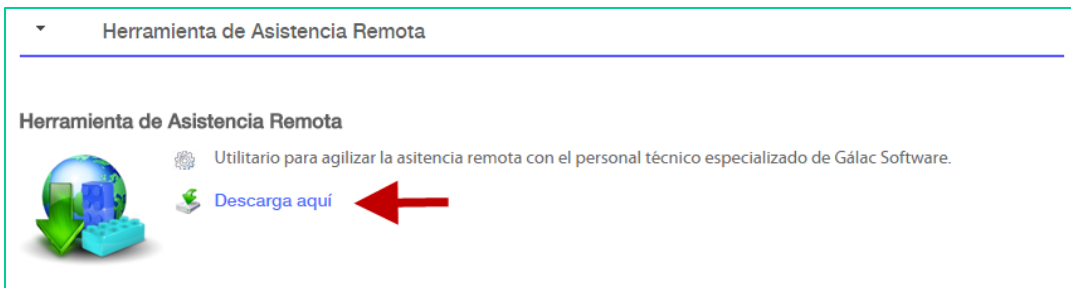 Herramienta de Asistencia Remota
Herramienta de Asistencia Remota
Utilitario para agilizar la asitencia remota con el personal técnico especializado de Gálac Software.
Descarga aquí